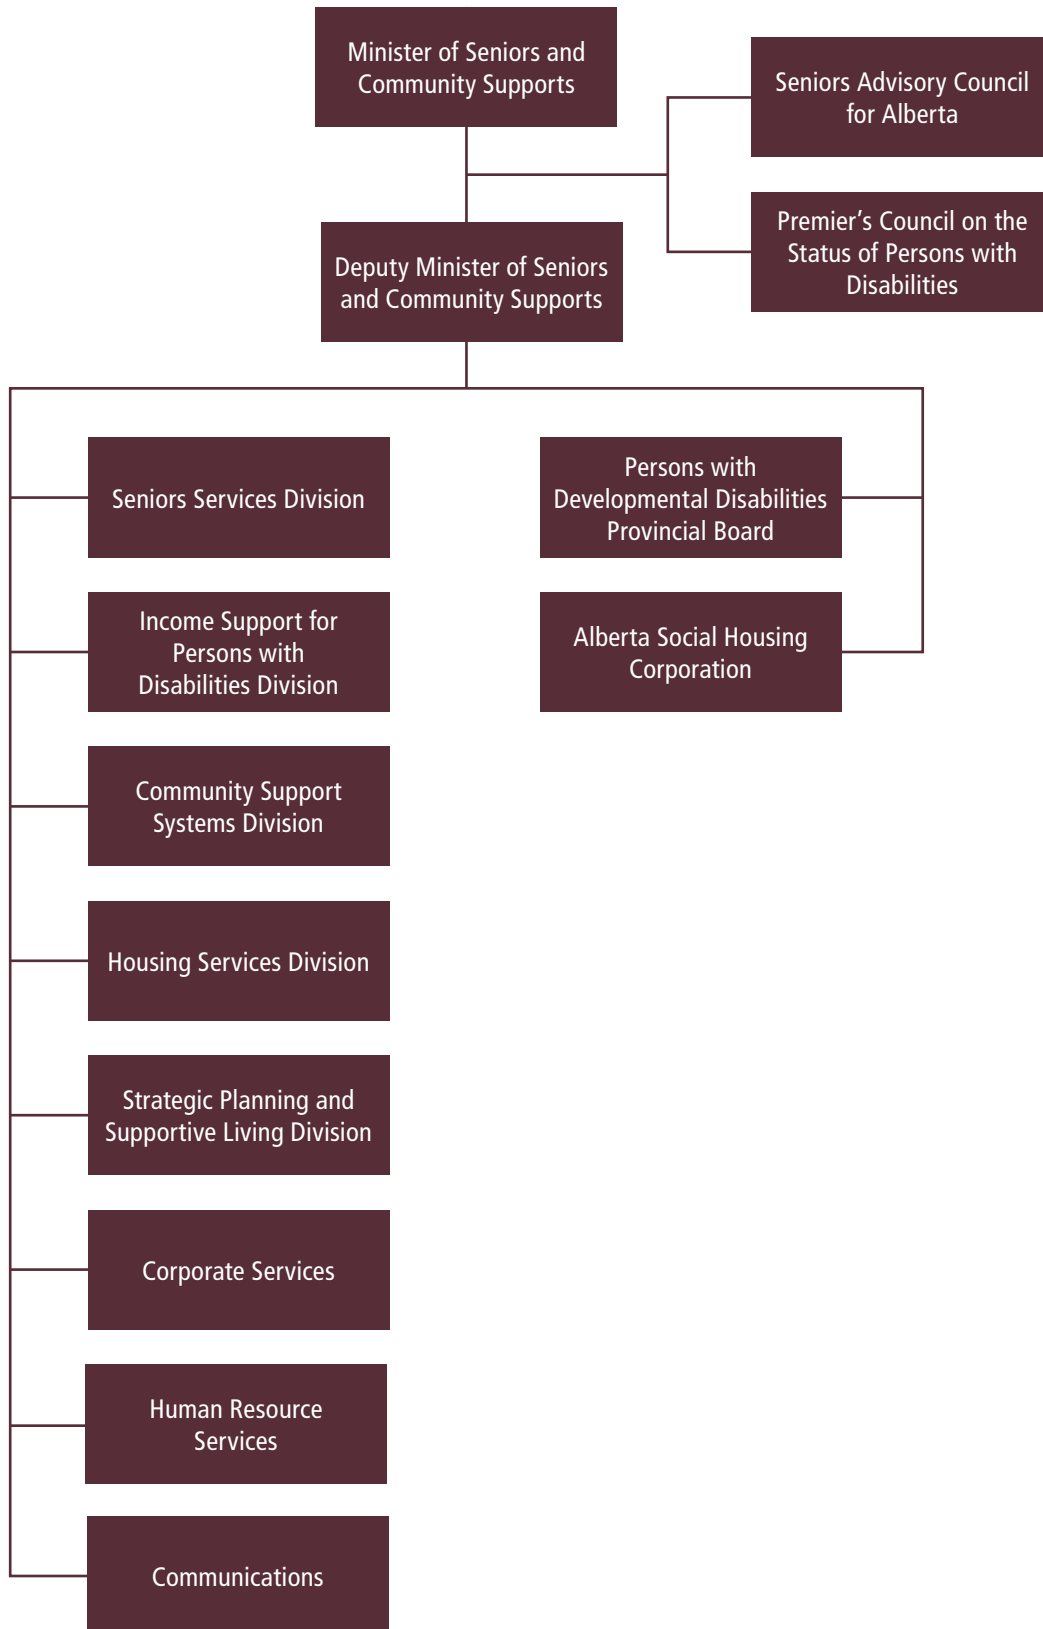 Minister of Seniors and
Community Supports
Seniors Advisory Council
for Alberta
Premier’s Council on the
Status of Persons with
Disabilities
Deputy Minister of Seniors
and Community Supports
Seniors Services Division
Persons with
Developmental Disabilities
Provincial Board
Income Support for
Persons with
Disabilities Division
Alberta Social Housing
Corporation
Community Support
Systems Division
Housing Services Division
Strategic Planning and
Supportive Living Division
Corporate Services
Human Resource
Services
Communications